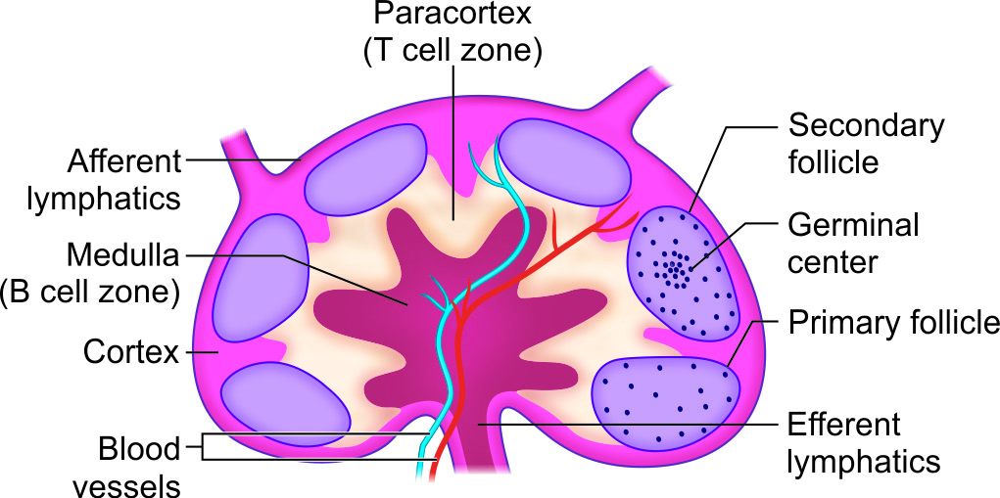 Paracortex
(T cell zone)
Afferent
lymphatics
Medulla
(B cell zone)
Cortex
Blood
vessels
Secondary
follicle
Germinal
center
Primary follicle
Efferent
lymphatics